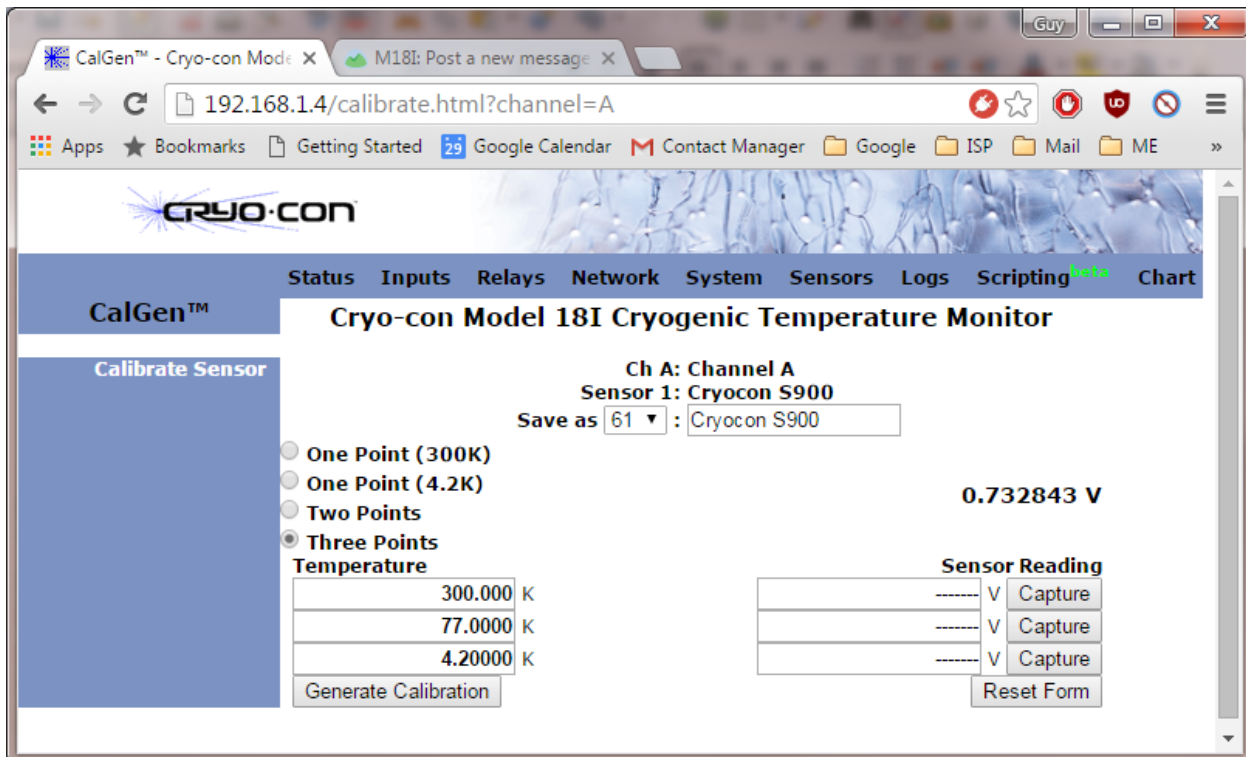 Guy
CalGen™ - Cryo-con Mode
M18I: Post a new message
192.168.1.4/calibrate.html?channel=A
Apps Bookmarks Getting Started 29 Google Calendar Contact Manager Google ISP Mail ME »
CRYO·CON
Status Inputs Relays Network System Sensors Logs Scripting beta Chart
CalGen™
Cryo-con Model 18I Cryogenic Temperature Monitor
Calibrate Sensor
Ch A: Channel A
Sensor 1: Cryocon S900
Save as 61 : Cryocon S900
One Point (300K)
One Point (4.2K)
0.732843 V
Two Points
Three Points
Temperature Sensor Reading
300.000 K ------- V Capture
77.0000 K ------- V Capture
4.20000 K ------- V Capture
Generate Calibration Reset Form